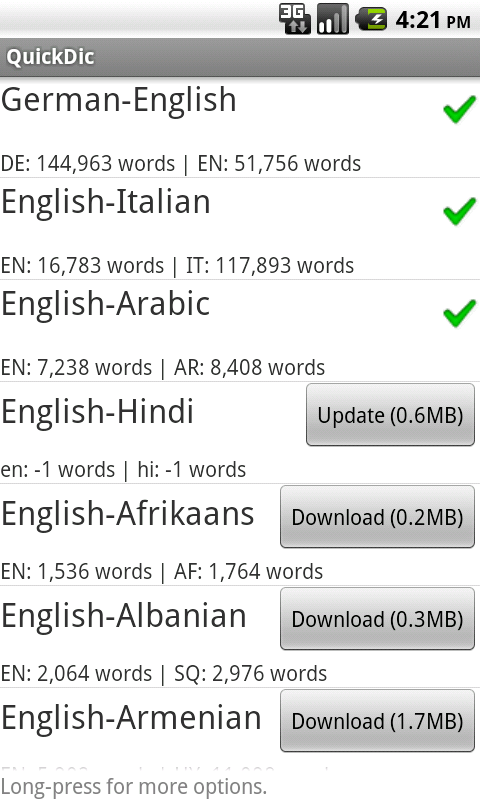 3G 4:21 PM
QuickDic
German-English
DE: 144,963 words | EN: 51,756 words
English-Italian
EN: 16,783 words | IT: 117,893 words
English-Arabic
EN: 7,238 words | AR: 8,408 words
English-Hindi Update (0.6MB)
en: -1 words | hi: -1 words
English-Afrikaans Download (0.2MB)
EN: 1,536 words | AF: 1,764 words
English-Albanian Download (0.3MB)
EN: 2,064 words | SQ: 2,976 words
English-Armenian Download (1.7MB)
Long-press for more options.